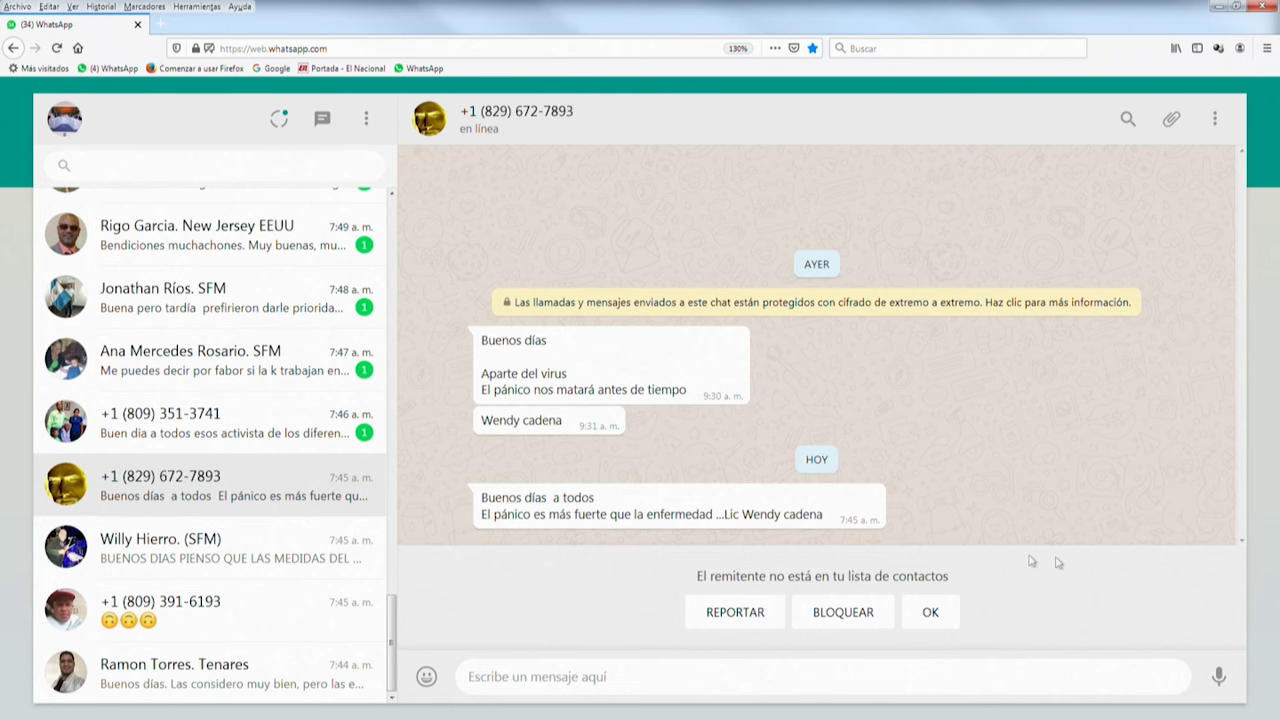 Archivo Editar Ver Historial Marcadores Herramientas Ayuda
(34) WhatsApp
https://web.whatsapp.com
130%
Buscar
Más visitados
(4) WhatsApp
Comenzar a usar Firefox
Google
Portada - El Nacional
WhatsApp
+1 (829) 672-7893
en línea
Rigo Garcia. New Jersey EEUU
7:49 a. m.
Bendiciones muchachones. Muy buenas, mu...
1
Jonathan Ríos. SFM
7:48 a. m.
Buena pero tardía prefirieron darle priorida...
1
Ana Mercedes Rosario. SFM
7:47 a. m.
Me puedes decir por fabor si la k trabajan en...
1
+1 (809) 351-3741
7:46 a. m.
Buen dia a todos esos activista de los diferen...
1
+1 (829) 672-7893
7:45 a. m.
Buenos días a todos El pánico es más fuerte qu...
Willy Hierro. (SFM)
7:45 a. m.
BUENOS DIAS PIENSO QUE LAS MEDIDAS DEL ...
+1 (809) 391-6193
7:45 a. m.
🙃🙃🙃
Ramon Torres. Tenares
7:44 a. m.
Buenos días. Las considero muy bien, pero las e...
AYER
Las llamadas y mensajes enviados a este chat están protegidos con cifrado de extremo a extremo. Haz clic para más información.
Buenos días
Aparte del virus
El pánico nos matará antes de tiempo
9:30 a. m.
Wendy cadena
9:31 a. m.
HOY
Buenos días a todos
El pánico es más fuerte que la enfermedad ...Lic Wendy cadena
7:45 a. m.
El remitente no está en tu lista de contactos
REPORTAR
BLOQUEAR
OK
Escribe un mensaje aquí